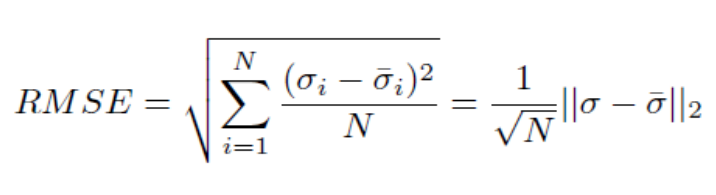 $RMSE = \sqrt{\sum_{i=1}^{N} \frac{(\sigma_i - \bar{\sigma}_i)^2}{N}} = \frac{1}{\sqrt{N}} ||\sigma - \bar{\sigma}||_2$